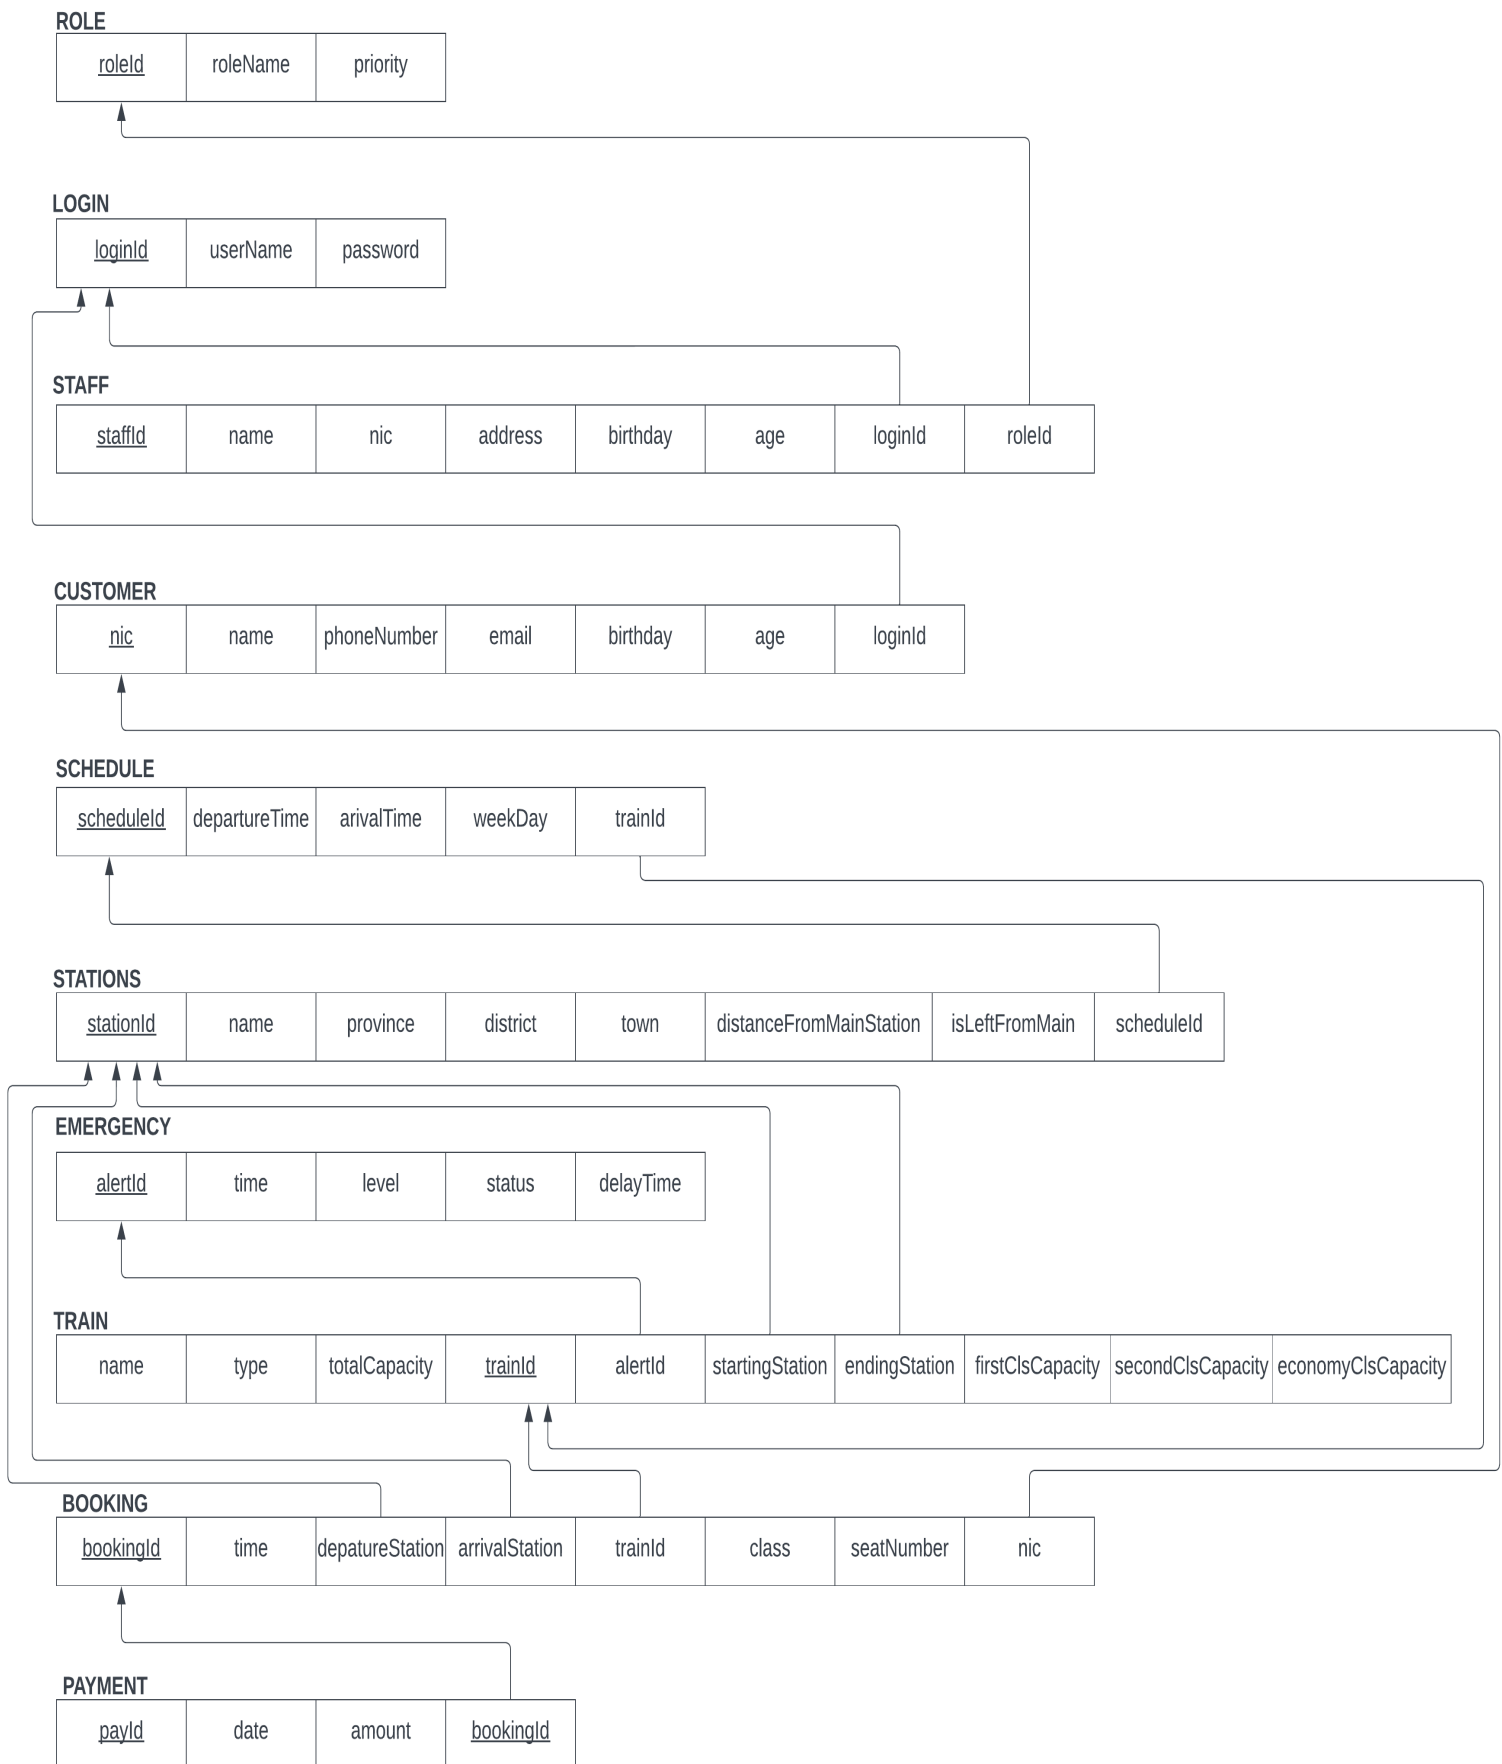 ROLE
roleId roleName priority
LOGIN
loginId userName password
STAFF
staffId name nic address birthday age loginId roleId
CUSTOMER
nic name phoneNumber email birthday age loginId
SCHEDULE
scheduleId departureTime arivalTime weekDay trainId
STATIONS
stationId name province district town distanceFromMainStation isLeftFromMain scheduleId
EMERGENCY
alertId time level status delayTime
TRAIN
name type totalCapacity trainId alertId startingStation endingStation firstClsCapacity secondClsCapacity economyClsCapacity
BOOKING
bookingId time depatureStation arrivalStation trainId class seatNumber nic
PAYMENT
payId date amount bookingId